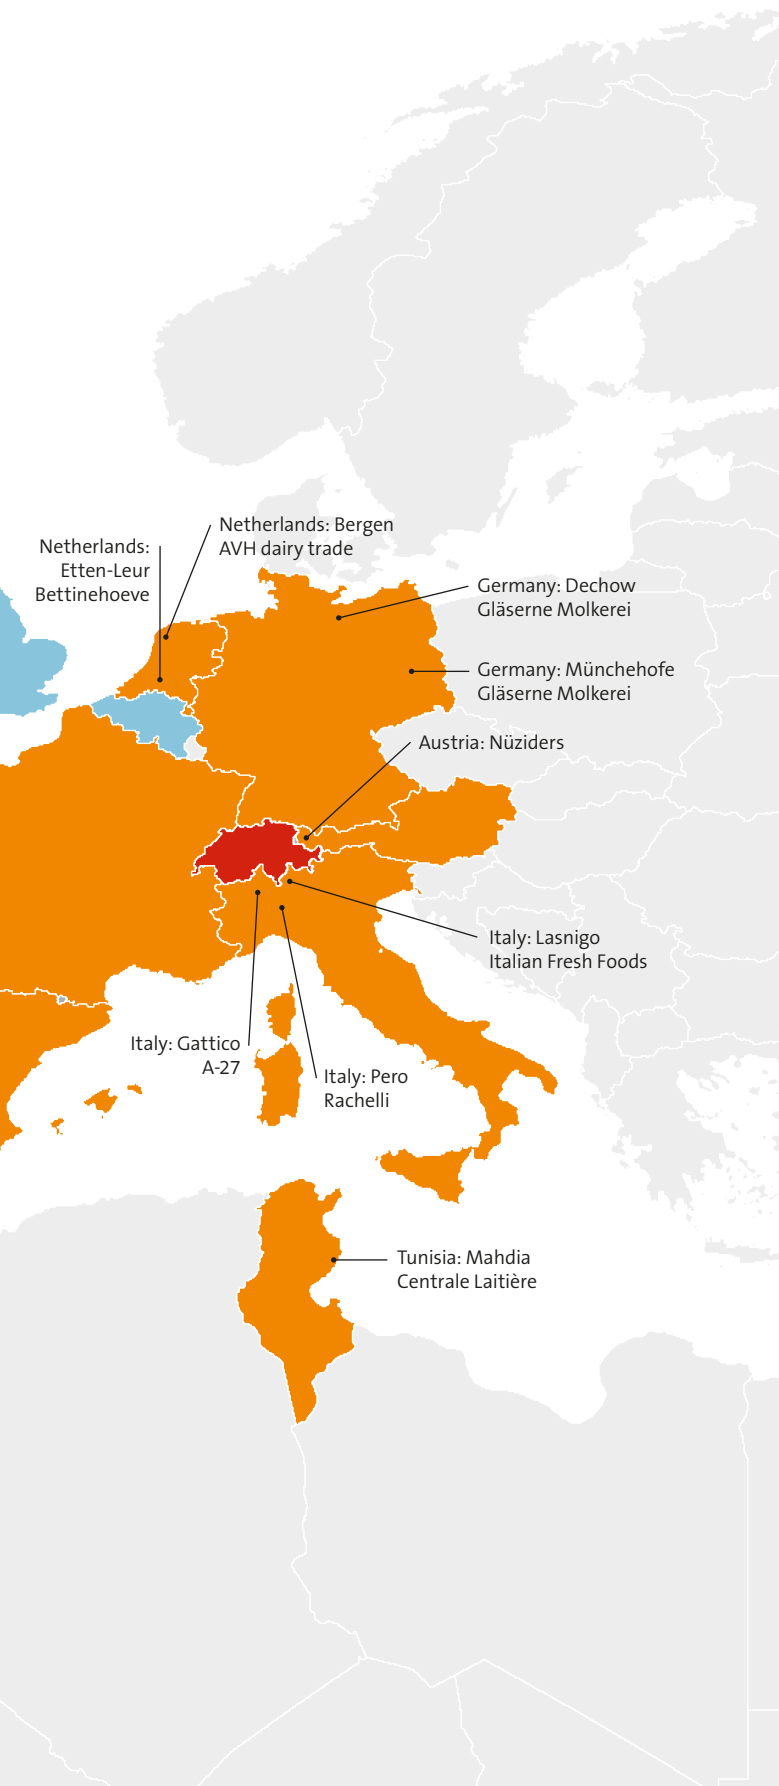 Netherlands: Bergen
AVH dairy trade
Netherlands:
Etten-Leur
Bettinehoeve
Germany: Dechow
Gläserne Molkerei
Germany: Münchehofe
Gläserne Molkerei
Austria: Nüziders
Italy: Lasnigo
Italian Fresh Foods
Italy: Gattico
A-27
Italy: Pero
Rachelli
Tunisia: Mahdia
Centrale Laitière